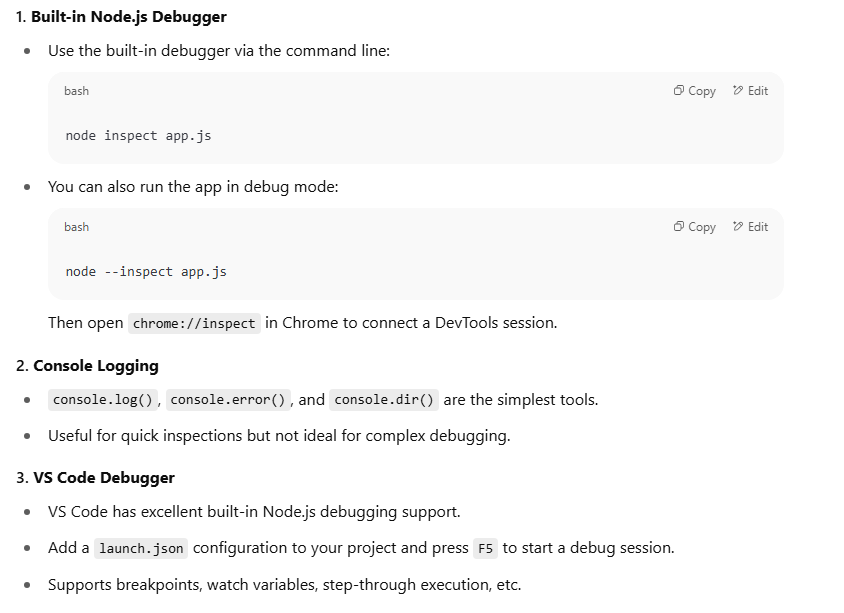 1. Built-in Node.js Debugger
• Use the built-in debugger via the command line:
bash Copy Edit
node inspect app.js
• You can also run the app in debug mode:
bash Copy Edit
node --inspect app.js
Then open chrome://inspect in Chrome to connect a DevTools session.
2. Console Logging
• console.log(), console.error(), and console.dir() are the simplest tools.
• Useful for quick inspections but not ideal for complex debugging.
3. VS Code Debugger
• VS Code has excellent built-in Node.js debugging support.
• Add a launch.json configuration to your project and press F5 to start a debug session.
• Supports breakpoints, watch variables, step-through execution, etc.